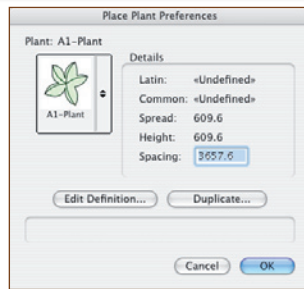 Place Plant Preferences
Plant: A1-Plant
A1-Plant
Details
Latin: «Undefined»
Common: «Undefined»
Spread: 609.6
Height: 609.6
Spacing: 3657.6
Edit Definition...
Duplicate...
Cancel
OK